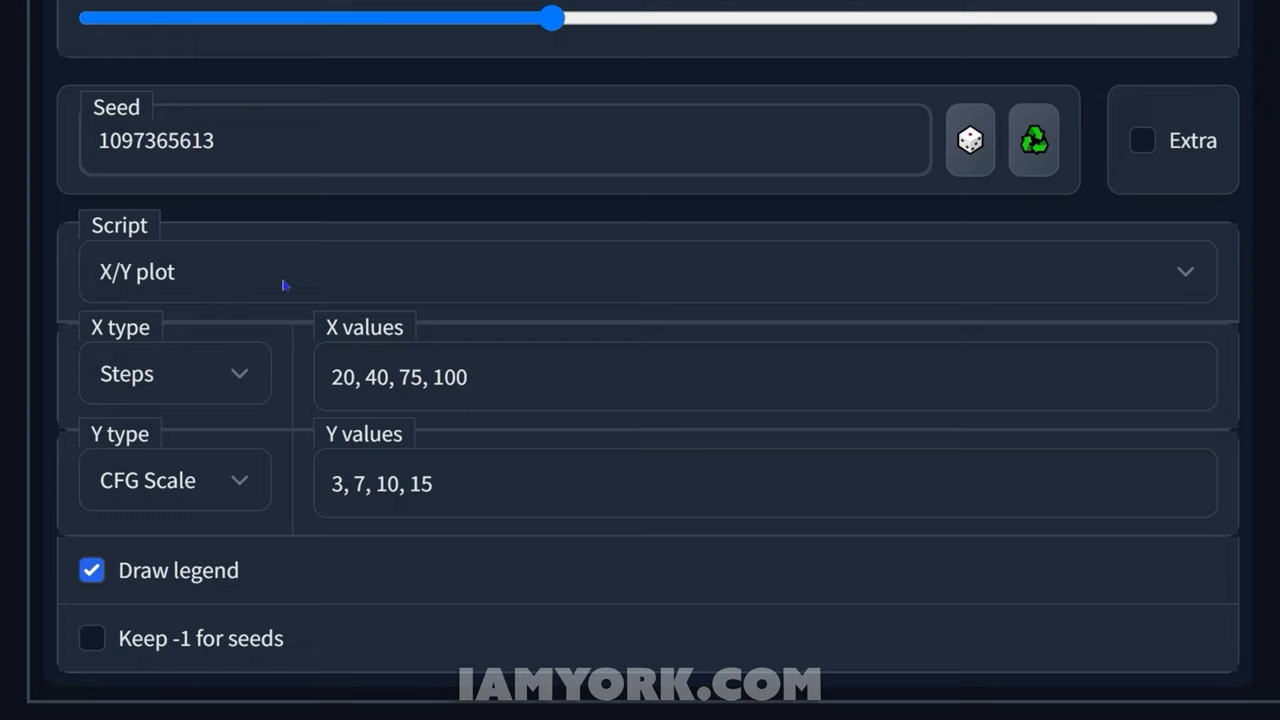 Seed
1097365613
Extra
Script
X/Y plot
X type
X values
Steps
20, 40, 75, 100
Y type
Y values
CFG Scale
3, 7, 10, 15
Draw legend
Keep -1 for seeds
IAMYORK.COM